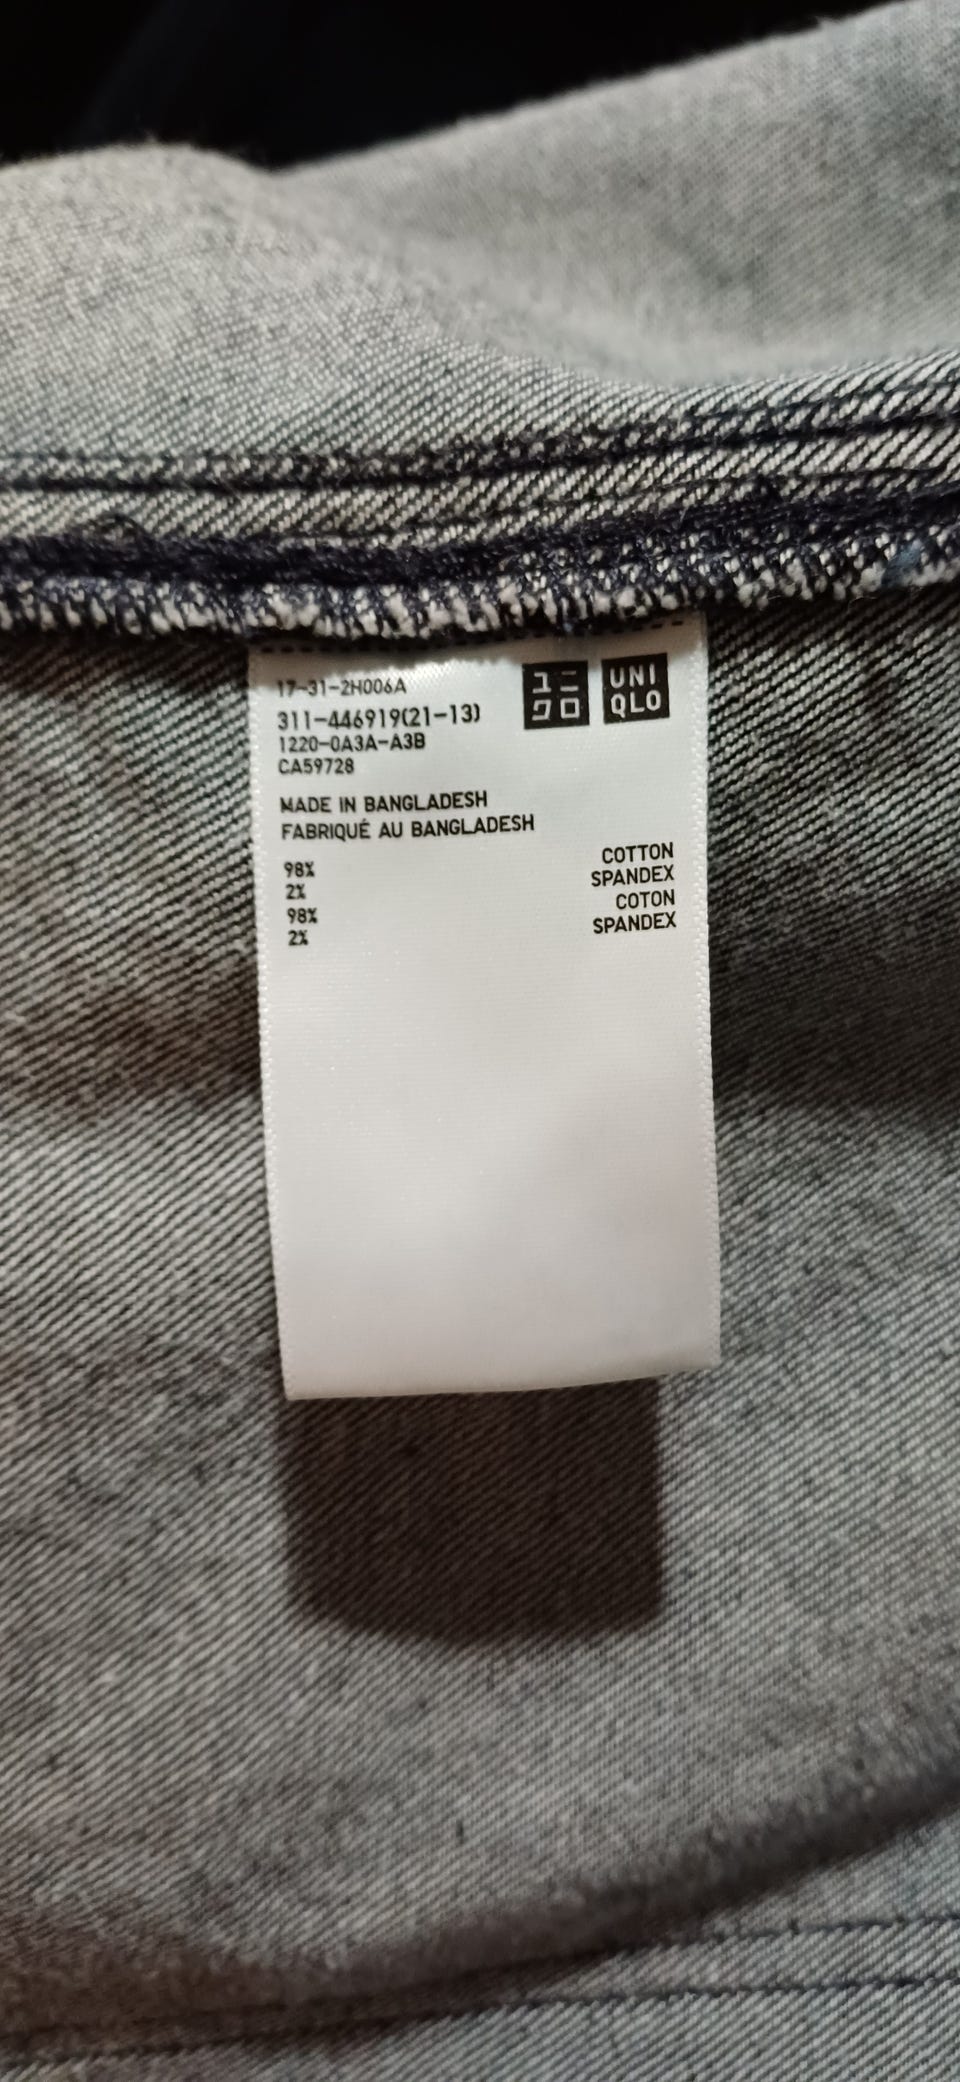 17-31-2H006A
311-446919(21-13)
1220-0A3A-A3B
CA59728
ユニ
クロ
UNI
QLO
MADE IN BANGLADESH
FABRIQUÉ AU BANGLADESH
98% COTTON
2% SPANDEX
98% COTON
2% SPANDEX